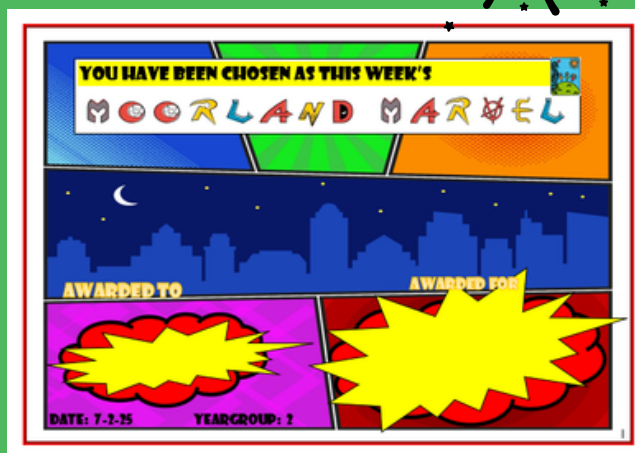 YOU HAVE BEEN CHOSEN AS THIS WEEK'S
MOORLAND MARVEL
AWARDED TO
AWARDED FOR
DATE: 7-2-25 YEARGROUP: 2